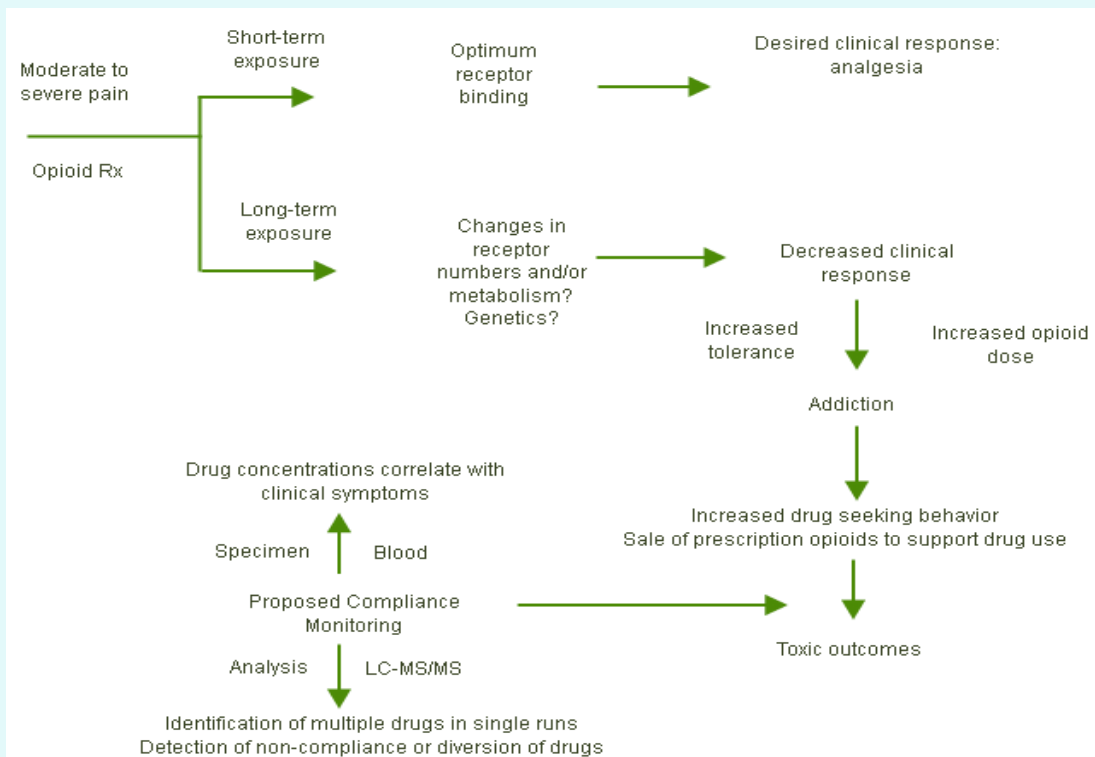 Short-term
exposure
Optimum
receptor
binding
Desired clinical response:
analgesia
Moderate to
severe pain
Opioid Rx
Long-term
exposure
Changes in
receptor
numbers and/or
metabolism?
Genetics?
Decreased clinical
response
Increased
tolerance
Increased opioid
dose
Addiction
Increased drug seeking behavior
Sale of prescription opioids to support drug use
Toxic outcomes
Drug concentrations correlate with
clinical symptoms
Specimen
Blood
Proposed Compliance
Monitoring
Analysis
LC-MS/MS
Identification of multiple drugs in single runs
Detection of non-compliance or diversion of drugs